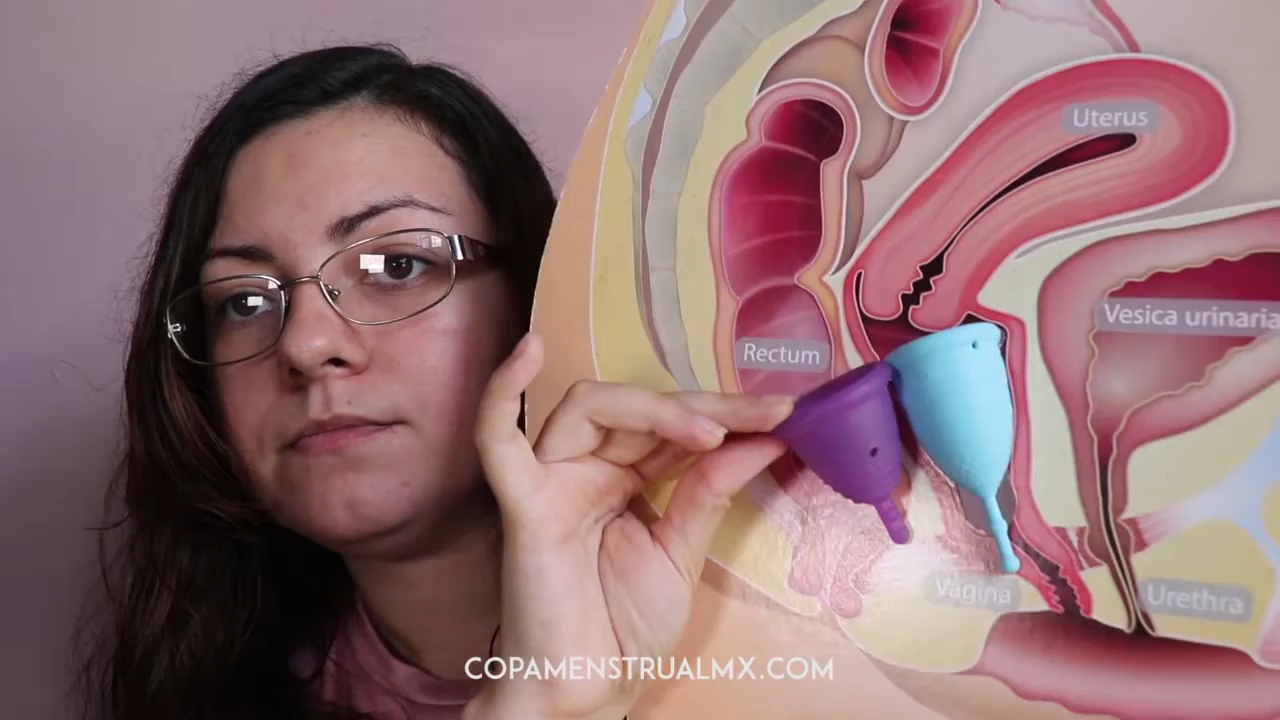 Uterus
Vesica urinaria
Rectum
Vagina
Urethra
COPAMENSTRUALMX.COM